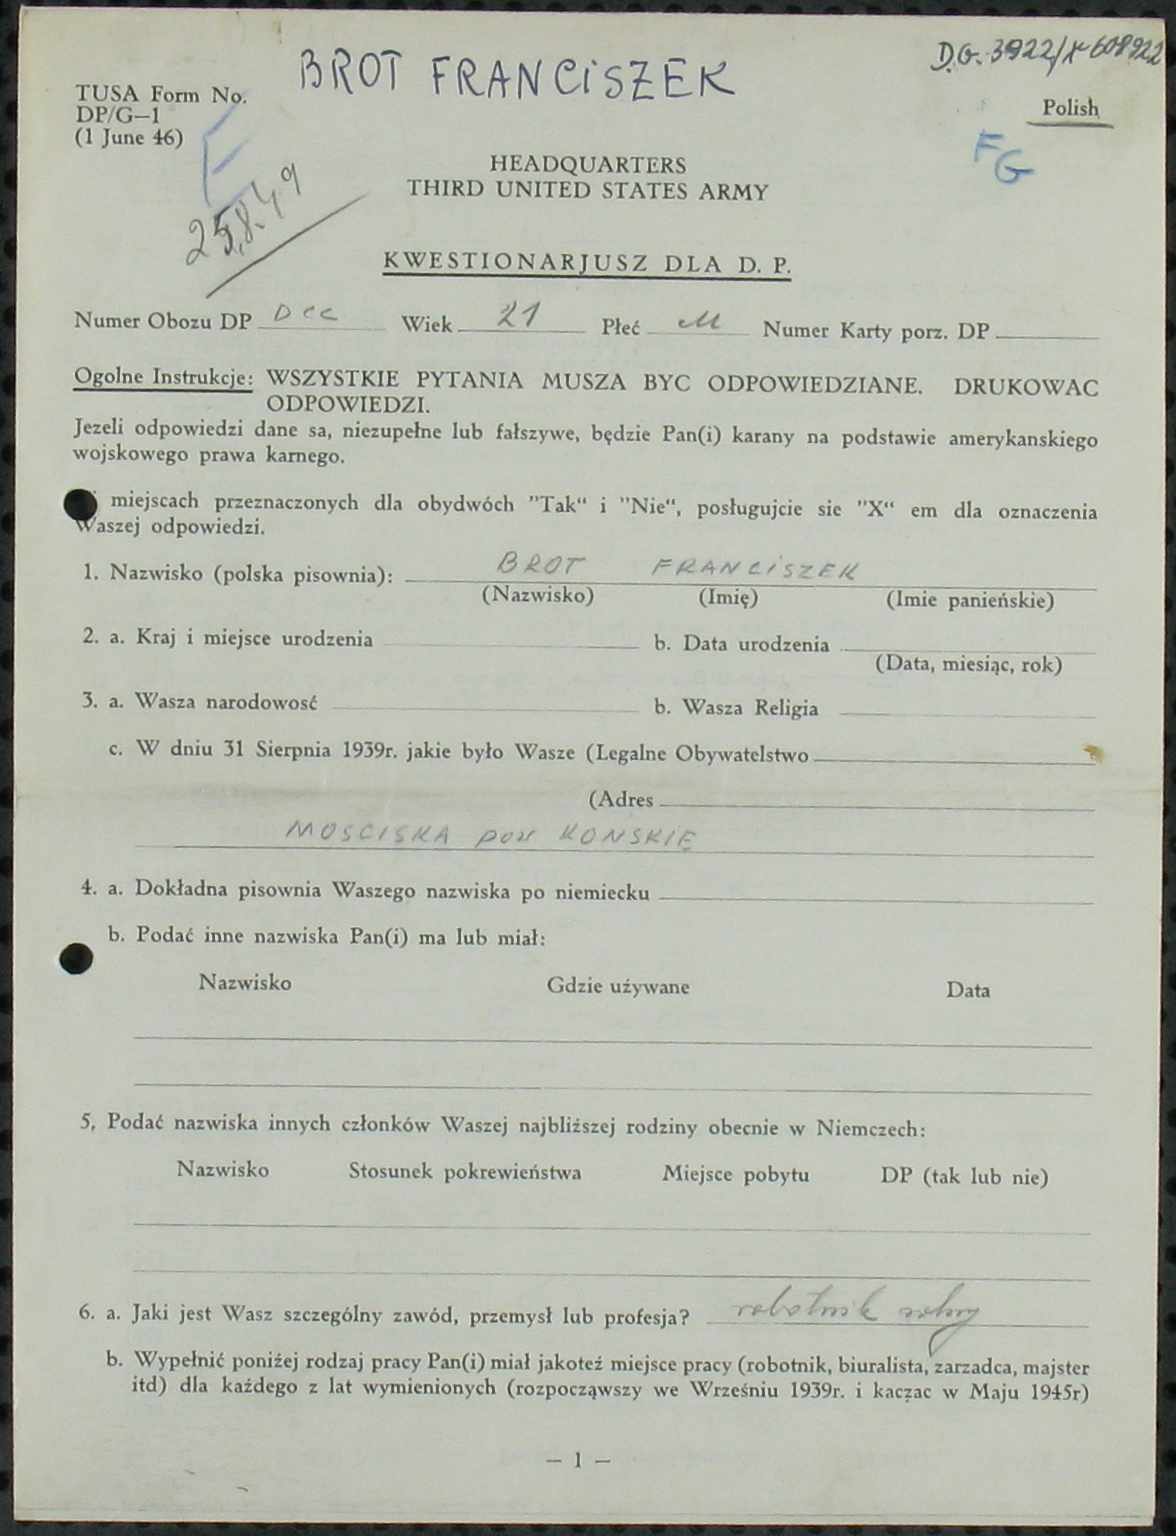 BROT FRANCISZEK
D.G. 3922/
TUSA Form No.
DP/G—1
(1 June 46)
Polish
F
FG
25.8.49
HEADQUARTERS
THIRD UNITED STATES ARMY
KWESTIONARJUSZ DLA D. P.
Numer Obozu DP DCC Wiek 21 Płeć M Numer Karty porz. DP
Ogolne Instrukcje: WSZYSTKIE PYTANIA MUSZA BYC ODPOWIEDZIANE. DRUKOWAC
ODPOWIEDZI.
Jezeli odpowiedzi dane sa, niezupełne lub fałszywe, będzie Pan(i) karany na podstawie amerykanskiego
wojskowego prawa karnego.
miejscach przeznaczonych dla obydwóch "Tak“ i "Nie“, posługujcie sie "X“ em dla oznaczenia
Waszej odpowiedzi.
1. Nazwisko (polska pisownia): BROT FRANCISZEK
(Nazwisko) (Imię) (Imie panieńskie)
2. a. Kraj i miejsce urodzenia b. Data urodzenia
(Data, miesiąc, rok)
3. a. Wasza narodowość b. Wasza Religia
c. W dniu 31 Sierpnia 1939r. jakie było Wasze (Legalne Obywatelstwo
(Adres
MOSCISKA pow KONSKIE
4. a. Dokładna pisownia Waszego nazwiska po niemiecku
b. Podać inne nazwiska Pan(i) ma lub miał:
Nazwisko Gdzie używane Data
5. Podać nazwiska innych członków Waszej najbliższej rodziny obecnie w Niemczech:
Nazwisko Stosunek pokrewieństwa Miejsce pobytu DP (tak lub nie)
6. a. Jaki jest Wasz szczególny zawód, przemysł lub profesja? robotnik rolny
b. Wypełnić poniżej rodzaj pracy Pan(i) miał jakoteż miejsce pracy (robotnik, biuralista, zarzadca, majster
itd) dla każdego z lat wymienionych (rozpocząwszy we Wrześniu 1939r. i kaczac w Maju 1945r)
— 1 —